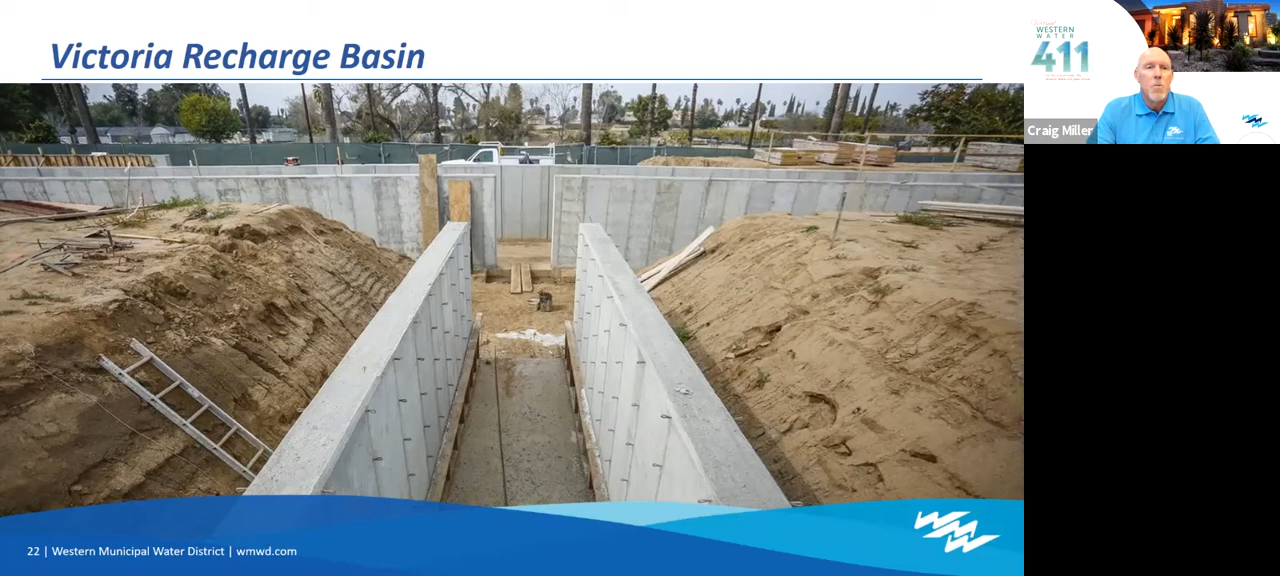 Victoria Recharge Basin
WESTERN
WATER
411
Craig Miller
22 | Western Municipal Water District | wmwd.com